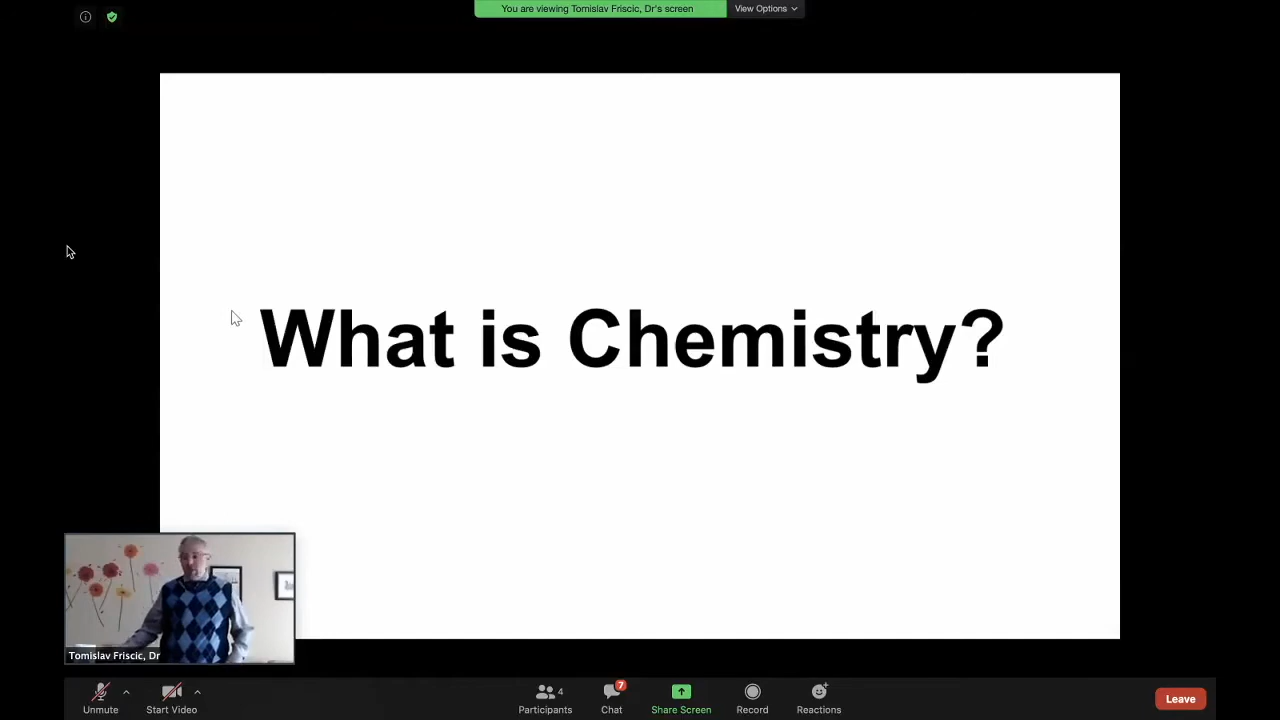 You are viewing Tomislav Friscic, Dr's screen
View Options
What is Chemistry?
Tomislav Friscic, Dr
Unmute
Start Video
4
Participants
7
Chat
Share Screen
Record
Reactions
Leave